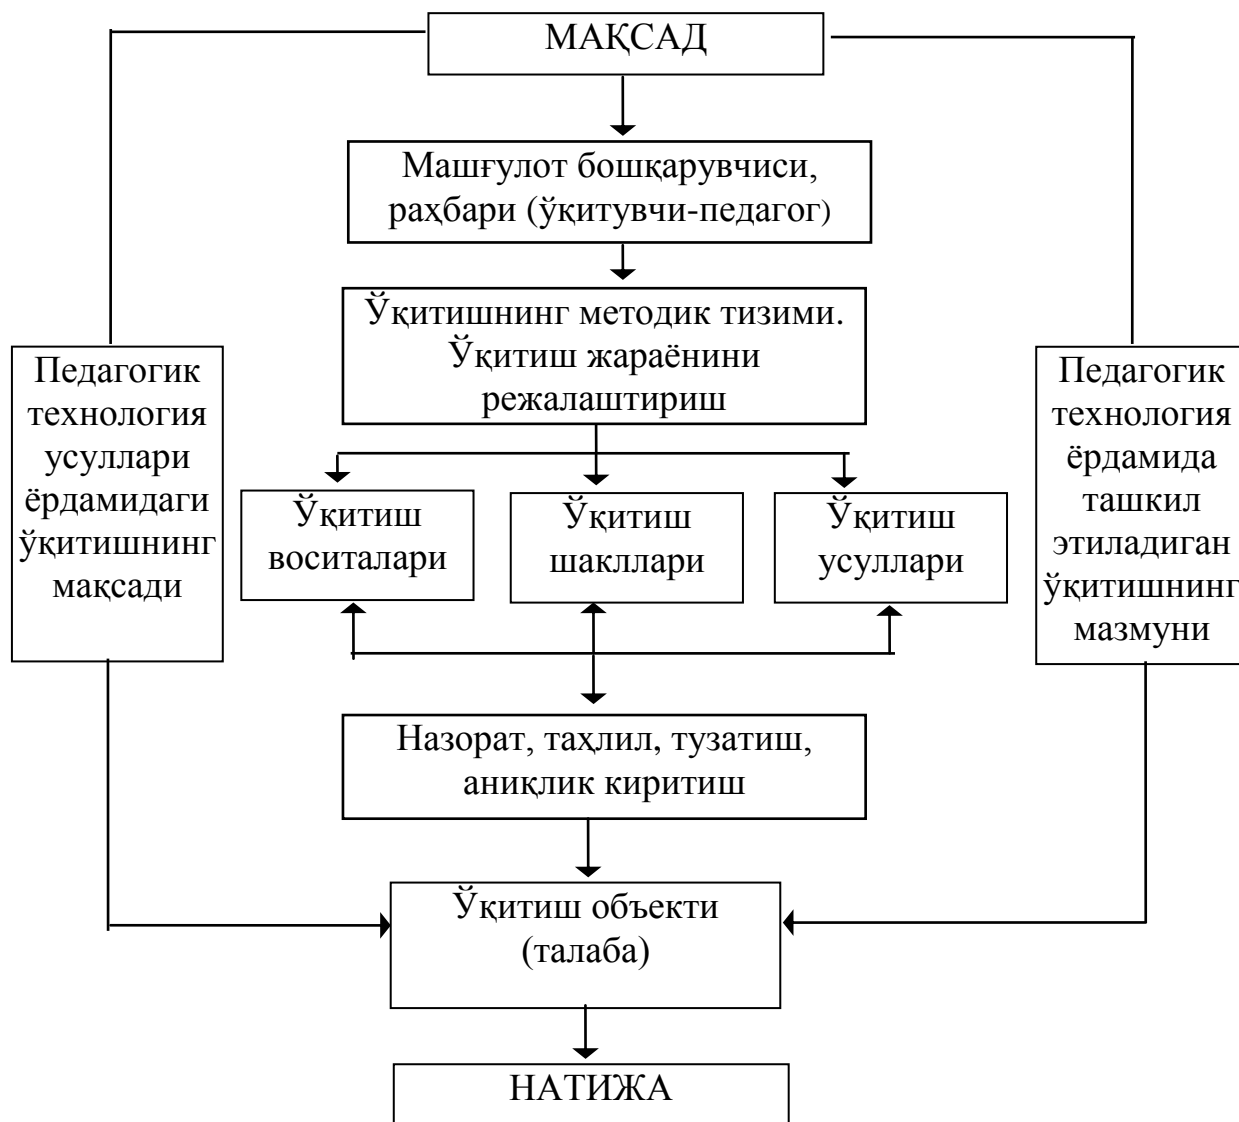 МАҚСАД
Машғулот бошқарувчиси,
раҳбари (ўқитувчи-педагог)
Ўқитишнинг методик тизими.
Ўқитиш жараёнини
режалаштириш
Педагогик
технология
усуллари
ёрдамидаги
ўқитишнинг
мақсади
Педагогик
технология
ёрдамида
ташкил
этиладиган
ўқитишнинг
мазмуни
Ўқитиш
воситалари
Ўқитиш
шакллари
Ўқитиш
усуллари
Назорат, таҳлил, тузатиш,
аниқлик киритиш
Ўқитиш объекти
(талаба)
НАТИЖА